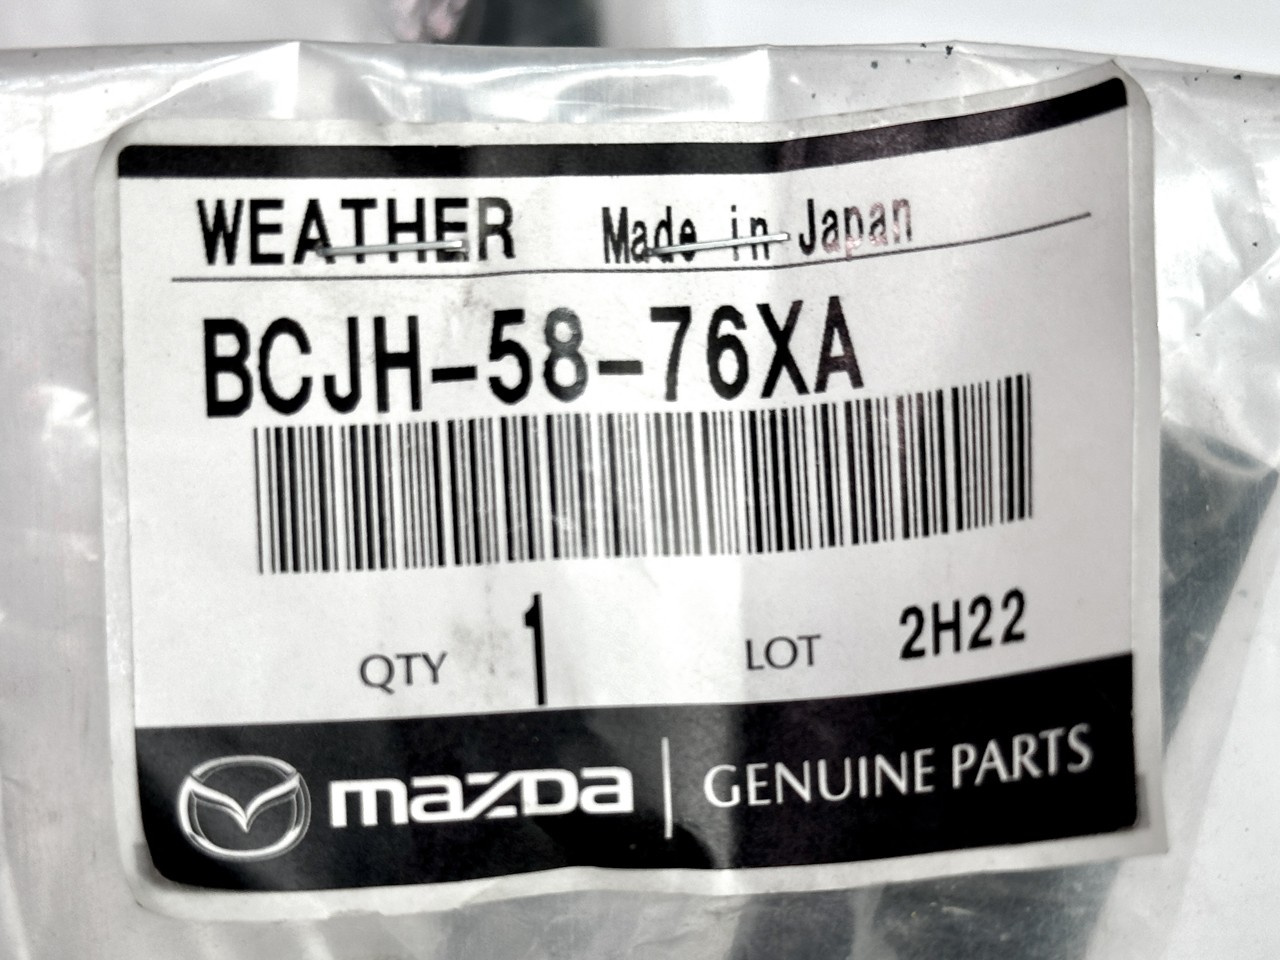 WEATHER Made in Japan
BCJH-58-76XA
QTY 1 LOT 2H22
mazda GENUINE PARTS